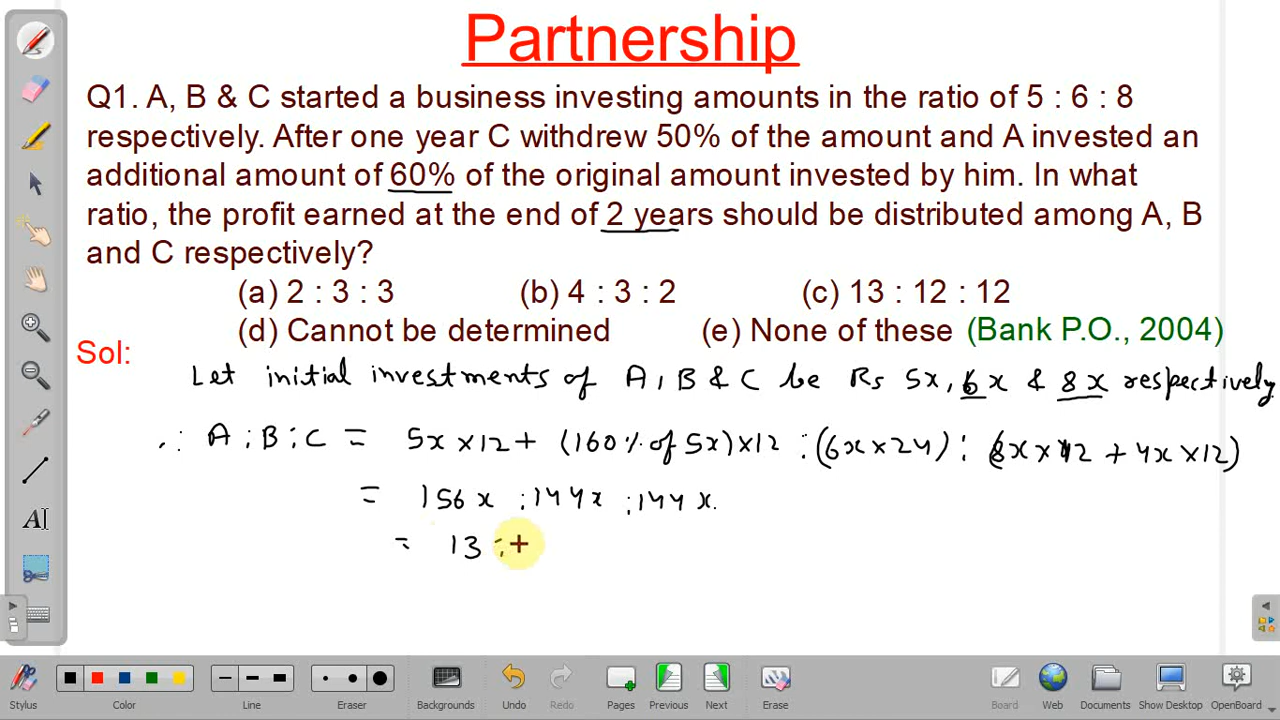 Partnership
Q1. A, B & C started a business investing amounts in the ratio of 5 : 6 : 8
respectively. After one year C withdrew 50% of the amount and A invested an
additional amount of 60% of the original amount invested by him. In what
ratio, the profit earned at the end of 2 years should be distributed among A, B
and C respectively?
(a) 2 : 3 : 3 (b) 4 : 3 : 2 (c) 13 : 12 : 12
(d) Cannot be determined (e) None of these (Bank P.O., 2004)
Sol:
Let initial investments of A, B & C be Rs 5x, 6x & 8x respectively.
∴ A : B : C = 5x × 12 + (160% of 5x) × 12 : (6x × 24) : (8x × 12 + 4x × 12)
= 156x : 144x : 144x.
= 13 :
Stylus Color Line Eraser Backgrounds Undo Redo Pages Previous Next Erase Board Web Documents Show Desktop OpenBoard